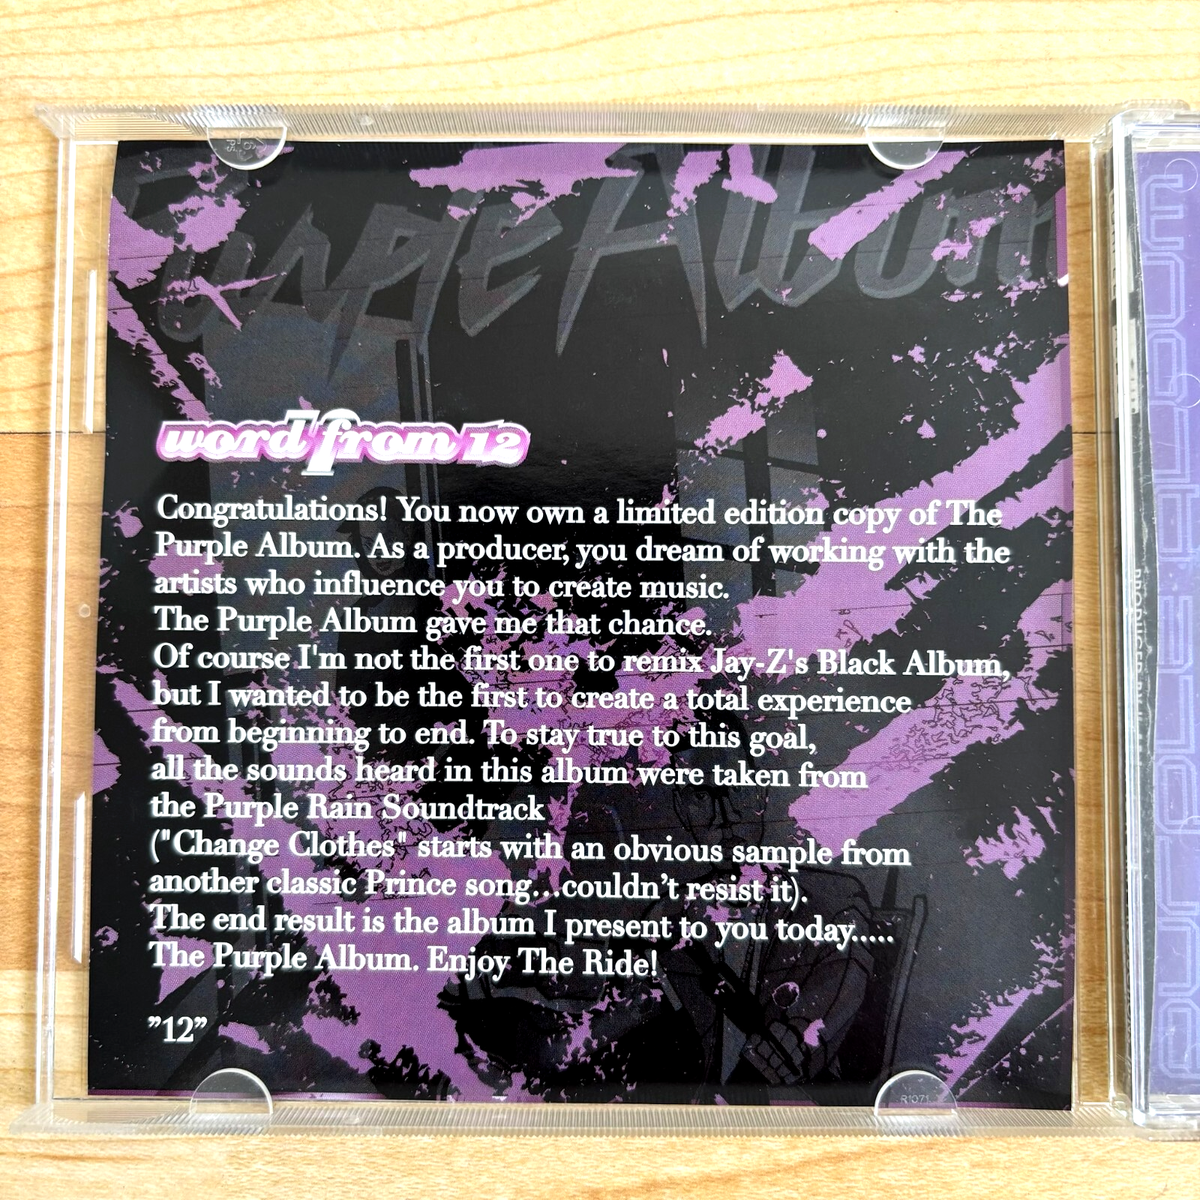 Purple Album
word from 12
Congratulations! You now own a limited edition copy of The
Purple Album. As a producer, you dream of working with the
artists who influence you to create music.
The Purple Album gave me that chance.
Of course I'm not the first one to remix Jay-Z's Black Album,
but I wanted to be the first to create a total experience
from beginning to end. To stay true to this goal,
all the sounds heard in this album were taken from
the Purple Rain Soundtrack
("Change Clothes" starts with an obvious sample from
another classic Prince song...couldn't resist it).
The end result is the album I present to you today.....
The Purple Album. Enjoy The Ride!
"12"
R1071